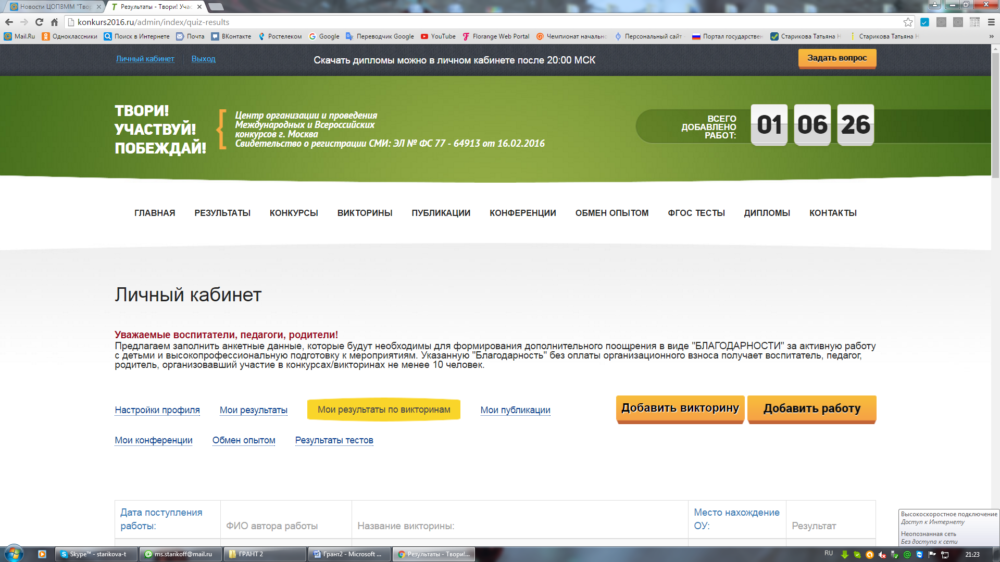 Новости ЦОПВММ "Твор
Результаты - Твори! Учас
konkurs2016.ru/admin/index/quiz-results
Mail.Ru
Одноклассники
Поиск в Интернете
Почта
ВКонтакте
Ростелеком
Google
Переводчик Google
YouTube
Florange Web Portal
Чемпионат начально
Персональный сайт
Портал государствен
Старикова Татьяна Н
Старикова Татьяна Н
Личный кабинет
Выход
Скачать дипломы можно в личном кабинете после 20:00 МСК
Задать вопрос
ТВОРИ!
УЧАСТВУЙ!
ПОБЕЖДАЙ!
Центр организации и проведения
Международных и Всероссийских
конкурсов г. Москва
Свидетельство о регистрации СМИ: ЭЛ № ФС 77 - 64913 от 16.02.2016
ВСЕГО
ДОБАВЛЕНО
РАБОТ:
01 06 26
ГЛАВНАЯ РЕЗУЛЬТАТЫ КОНКУРСЫ ВИКТОРИНЫ ПУБЛИКАЦИИ КОНФЕРЕНЦИИ ОБМЕН ОПЫТОМ ФГОС ТЕСТЫ ДИПЛОМЫ КОНТАКТЫ
Личный кабинет
Уважаемые воспитатели, педагоги, родители!
Предлагаем заполнить анкетные данные, которые будут необходимы для формирования дополнительного поощрения в виде "БЛАГОДАРНОСТИ" за активную работу
с детьми и высокопрофессиональную подготовку к мероприятиям. Указанную "Благодарность" без оплаты организационного взноса получает воспитатель, педагог,
родитель, организовавший участие в конкурсах/викторинах не менее 10 человек.
Настройки профиля
Мои результаты
Мои результаты по викторинам
Мои публикации
Добавить викторину
Добавить работу
Мои конференции
Обмен опытом
Результаты тестов
Дата поступления
работы:
ФИО автора работы
Название викторины:
Место нахождение
ОУ:
Результат
Высокоскоростное подключение
Доступ к Интернету
Неопознанная сеть
Без доступа к сети
Skype™ - starikova-t
ms.starikoff@mail.ru
ГРАНТ 2
Грант2 - Microsoft ...
Результаты - Твори!...
RU
21:23